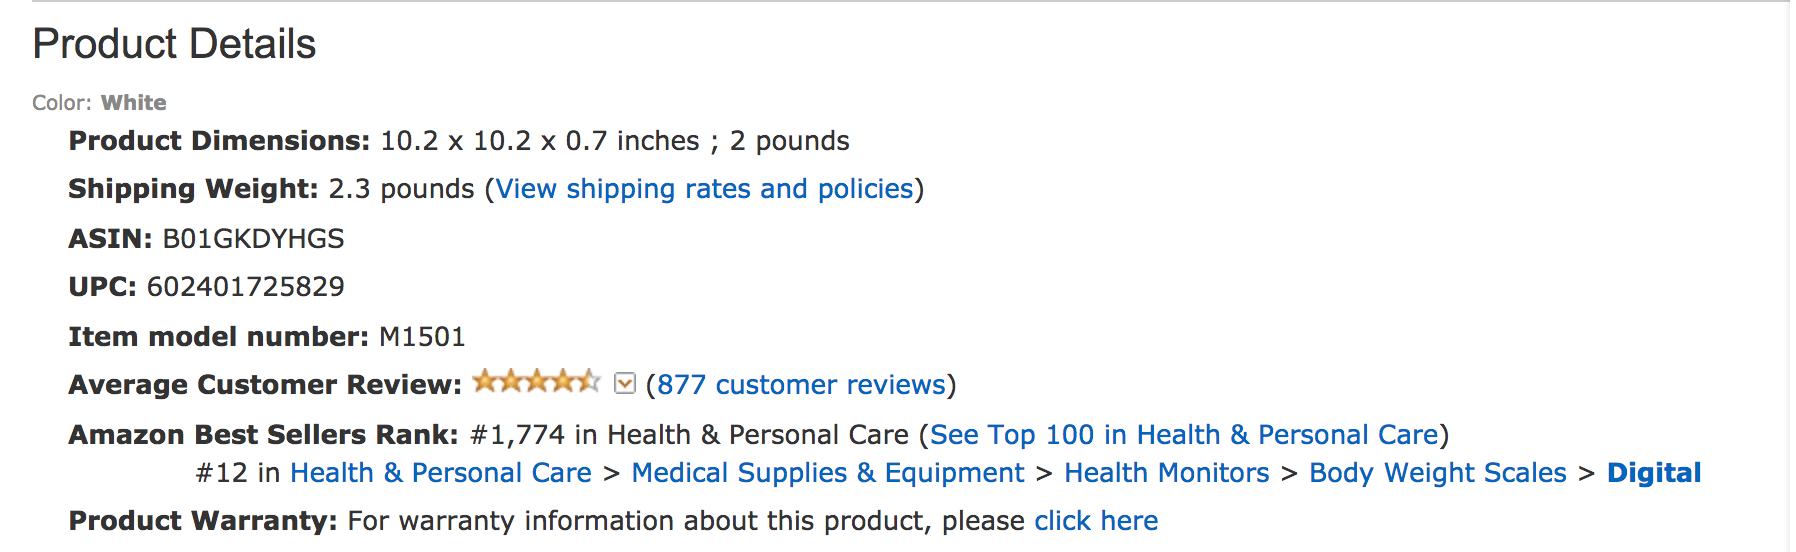 Product Details
Color: White
Product Dimensions: 10.2 x 10.2 x 0.7 inches ; 2 pounds
Shipping Weight: 2.3 pounds (View shipping rates and policies)
ASIN: B01GKDYHGS
UPC: 602401725829
Item model number: M1501
Average Customer Review: (877 customer reviews)
Amazon Best Sellers Rank: #1,774 in Health & Personal Care (See Top 100 in Health & Personal Care)
#12 in Health & Personal Care > Medical Supplies & Equipment > Health Monitors > Body Weight Scales > Digital
Product Warranty: For warranty information about this product, please click here